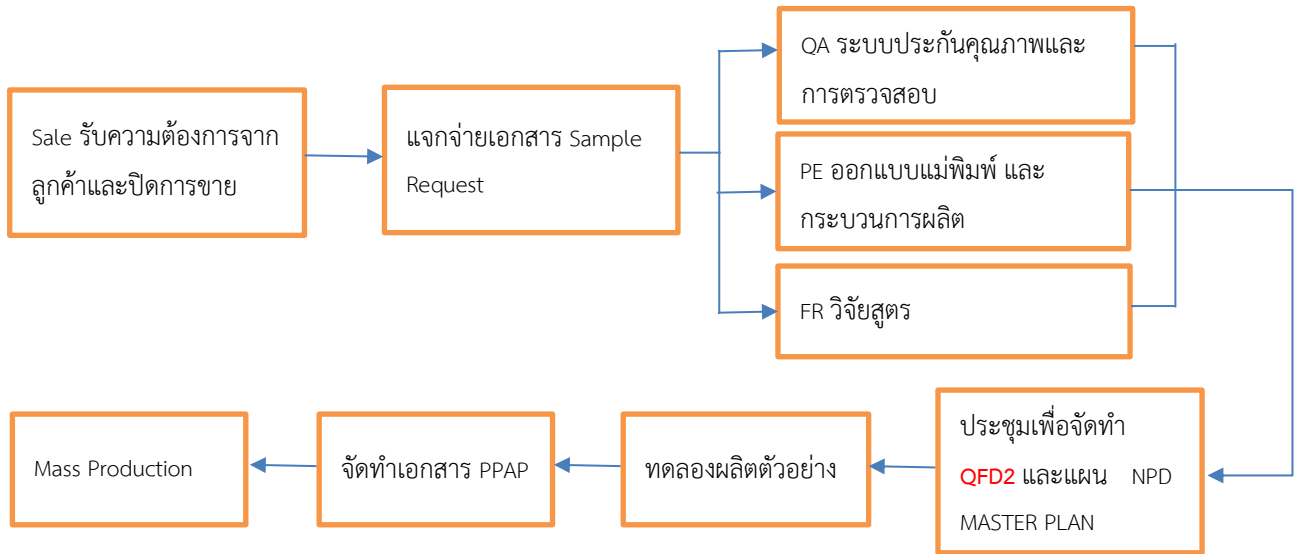 Sale รับความต้องการจาก
ลูกค้าและปิดการขาย
แจกจ่ายเอกสาร Sample
Request
QA ระบบประกันคุณภาพและ
การตรวจสอบ
PE ออกแบบแม่พิมพ์ และ
กระบวนการผลิต
FR วิจัยสูตร
ประชุมเพื่อจัดทำ
QFD2 และแผน NPD
MASTER PLAN
ทดลองผลิตตัวอย่าง
จัดทำเอกสาร PPAP
Mass Production